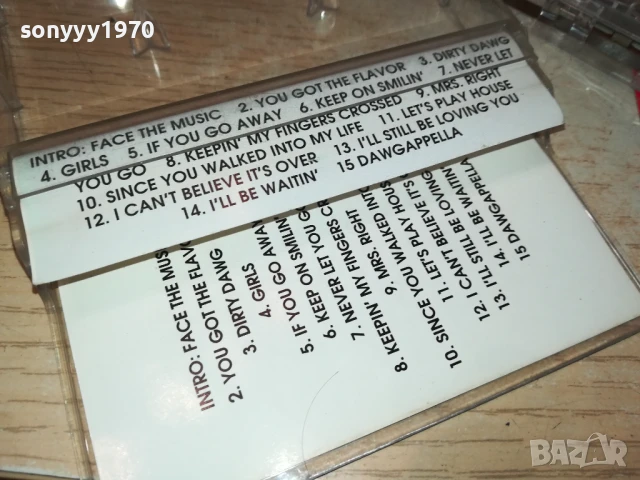 sonyyy1970
INTRO: FACE THE MUSIC 2. YOU GOT THE FLAVOR 3. DIRTY DAWG
4. GIRLS 5. IF YOU GO AWAY 6. KEEP ON SMILIN' 7. NEVER LET
YOU GO 8. KEEPIN' MY FINGERS CROSSED 9. MRS. RIGHT
10. SINCE YOU WALKED INTO MY LIFE 11. LET'S PLAY HOUSE
12. I CAN'T BELIEVE IT'S OVER 13. I'LL STILL BE LOVING YOU
14. I'LL BE WAITIN' 15 DAWGAPPELLA
INTRO: FACE THE MUS
2. YOU GOT THE FLAV
3. DIRTY DAWG
4. GIRLS
5. IF YOU GO AWAY
6. KEEP ON SMILIN'
7. NEVER LET YOU G
8. KEEPIN' MY FINGERS CR
9. MRS. RIGHT
10. SINCE YOU WALKED INTO
11. LET'S PLAY HOUS
12. I CAN'T BELIEVE IT'S
13. I'LL STILL BE LOVING
14. I'LL BE WAITIN
15 DAWGAPPELLA
BAZAR
.bg